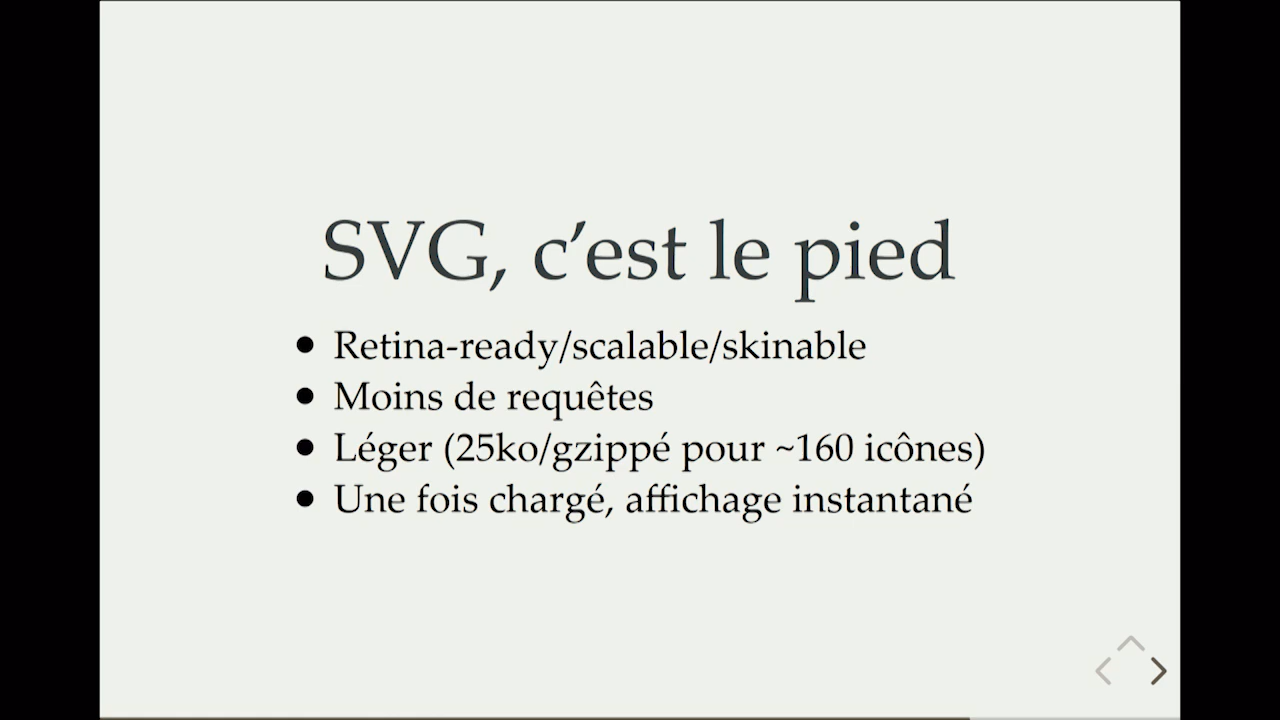 SVG, c’est le pied
• Retina-ready/scalable/skinable
• Moins de requêtes
• Léger (25ko/gzippé pour ~160 icônes)
• Une fois chargé, affichage instantané